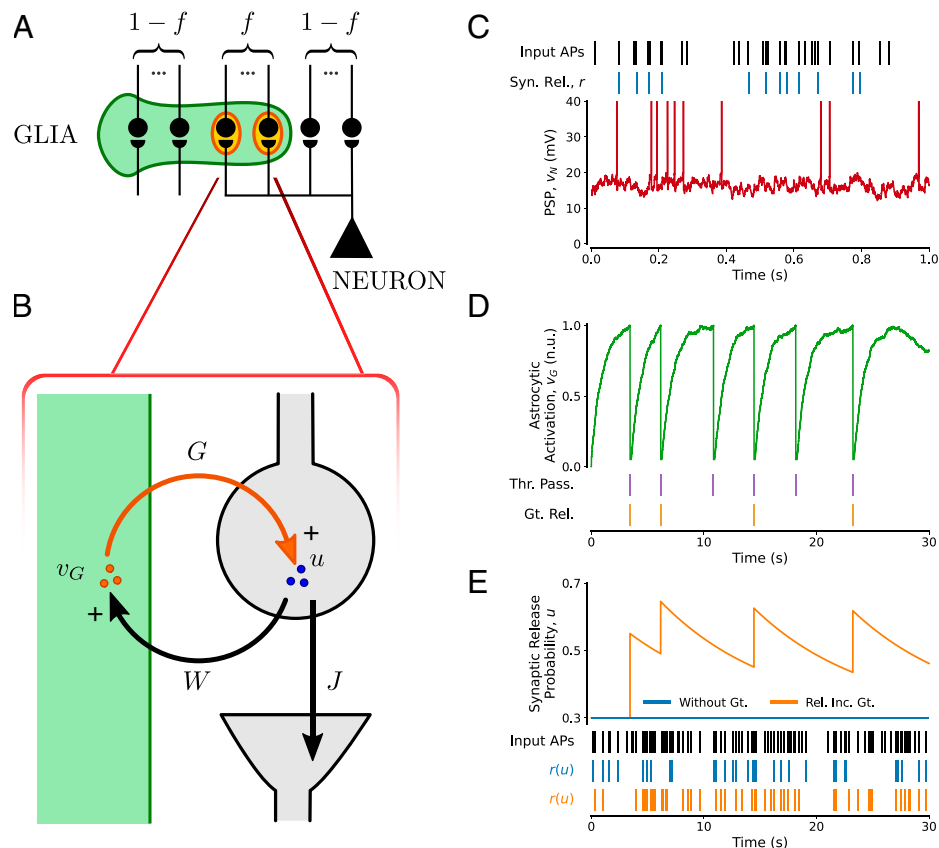 A
1 − f
f
1 − f
... ... ...
GLIA
NEURON
B
G
+
u
v_G
+
W
J
C
Input APs
Syn. Rel., r
PSP, v_N (mV)
40
30
20
10
0
0.0 0.2 0.4 0.6 0.8 1.0
Time (s)
D
Astrocytic
Activation, v_G (n.u.)
1.0
0.5
0.0
Thr. Pass.
Gt. Rel.
0 10 20 30
Time (s)
E
Synaptic Release
Probability, u
0.7
0.5
0.3
Without Gt. Rel. Inc. Gt.
Input APs
r(u)
r(u)
0 10 20 30
Time (s)